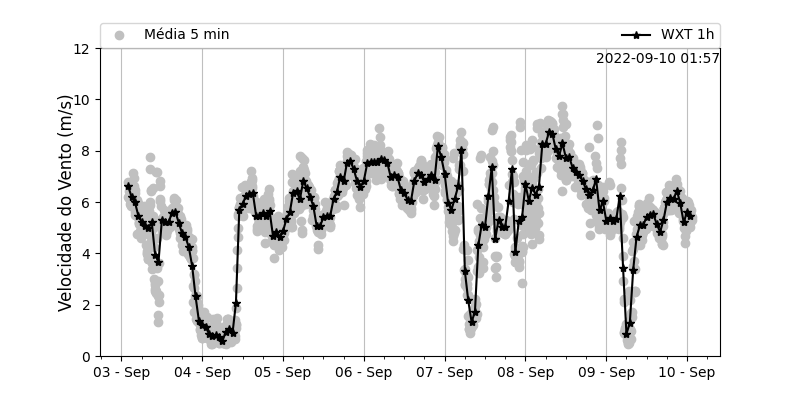 Média 5 min
WXT 1h
2022-09-10 01:57
Velocidade do Vento (m/s)
12
10
8
6
4
2
0
03 - Sep
04 - Sep
05 - Sep
06 - Sep
07 - Sep
08 - Sep
09 - Sep
10 - Sep